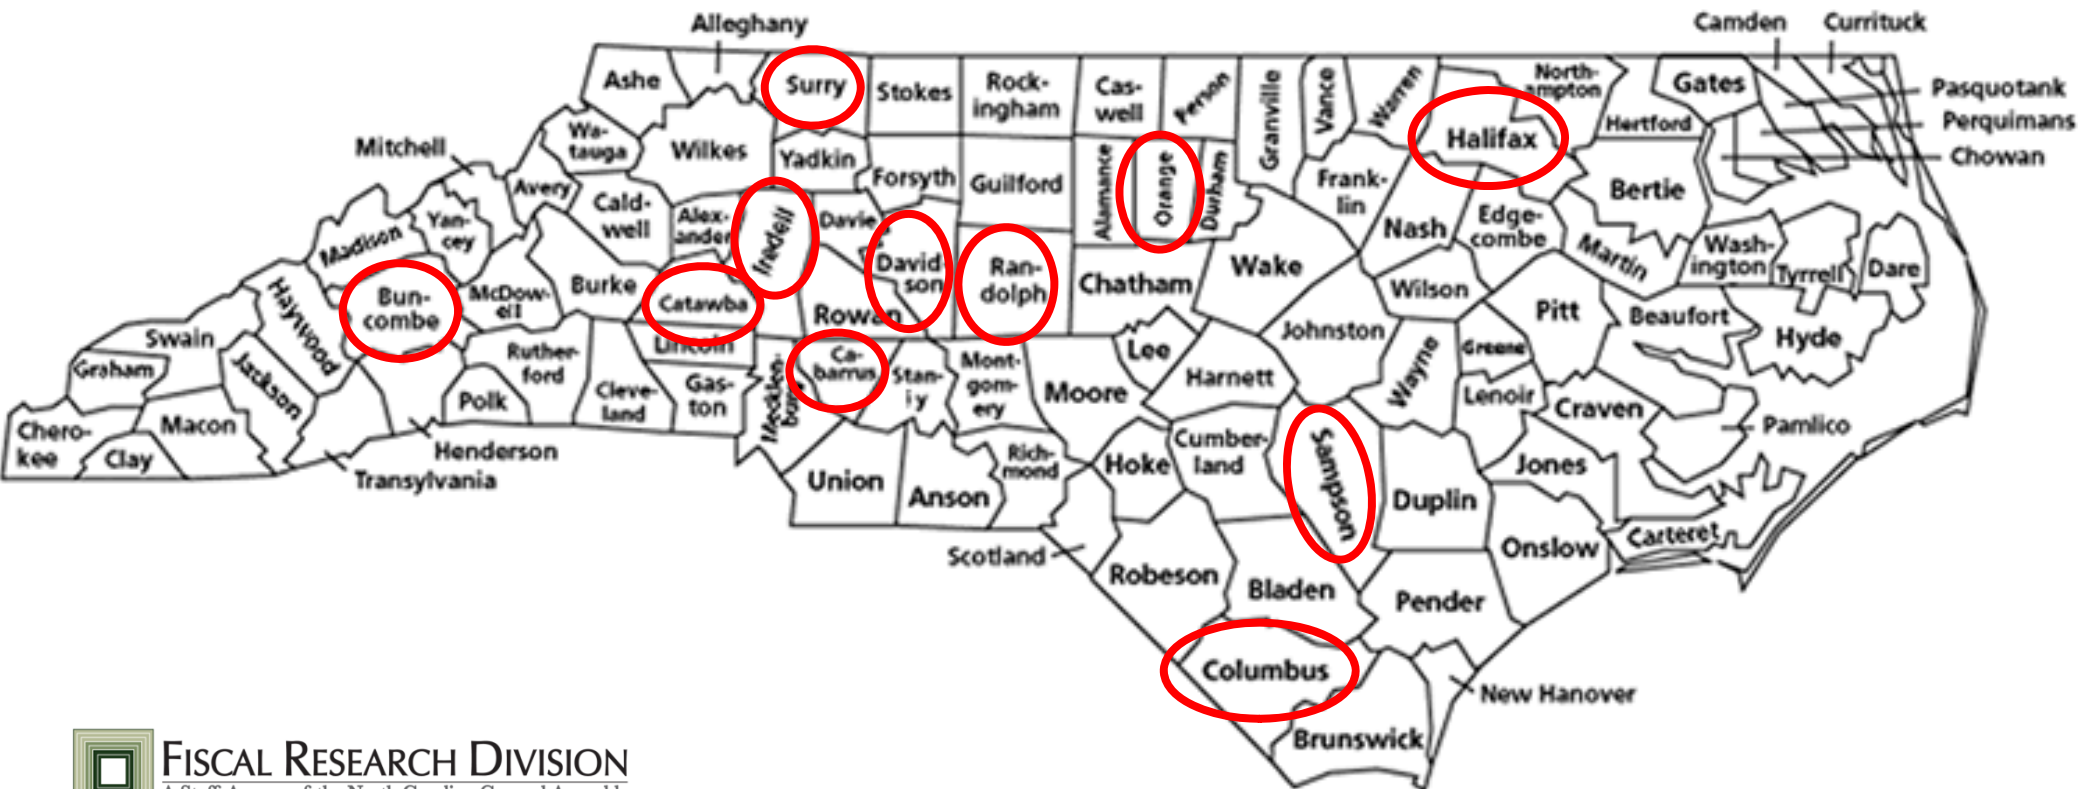 Alleghany
Camden
Currituck
Ashe
Surry
Stokes
Rock-
ingham
Cas-
well
Person
Granville
Vance
Warren
North-
ampton
Gates
Pasquotank
Perquimans
Chowan
Hertford
Halifax
Mitchell
Wa-
tauga
Wilkes
Yadkin
Forsyth
Guilford
Alamance
Orange
Durham
Frank-
lin
Nash
Edge-
combe
Bertie
Martin
Wash-
ington
Tyrrell
Dare
Avery
Cald-
well
Alex-
ander
Iredell
Davie
David-
son
Ran-
dolph
Chatham
Wake
Wilson
Pitt
Beaufort
Hyde
Madison
Yan-
cey
Bun-
combe
McDow-
ell
Burke
Catawba
Rowan
Johnston
Greene
Wayne
Lenoir
Craven
Pamlico
Haywood
Swain
Graham
Jackson
Ruther-
ford
Lincoln
Ca-
barrus
Stan-
ly
Mont-
gom-
ery
Moore
Lee
Harnett
Chero-
kee
Clay
Macon
Polk
Cleve-
land
Gas-
ton
Mecklen-
burg
Henderson
Transylvania
Union
Anson
Rich-
mond
Hoke
Cumber-
land
Sampson
Duplin
Jones
Onslow
Carteret
Scotland
Robeson
Bladen
Pender
Columbus
New Hanover
Brunswick
FISCAL RESEARCH DIVISION